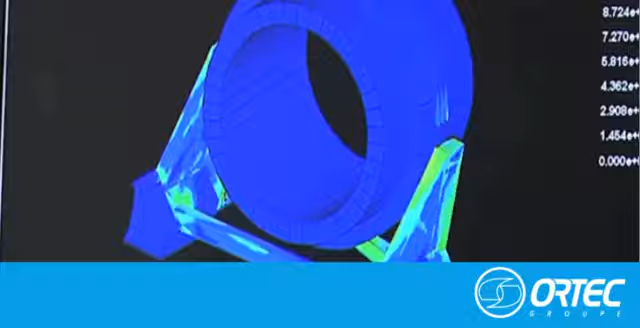 8.724e+
7.270e+
5.816e+
4.362e+
2.908e+
1.454e+
0.000e+
ORTEC
GROUPE